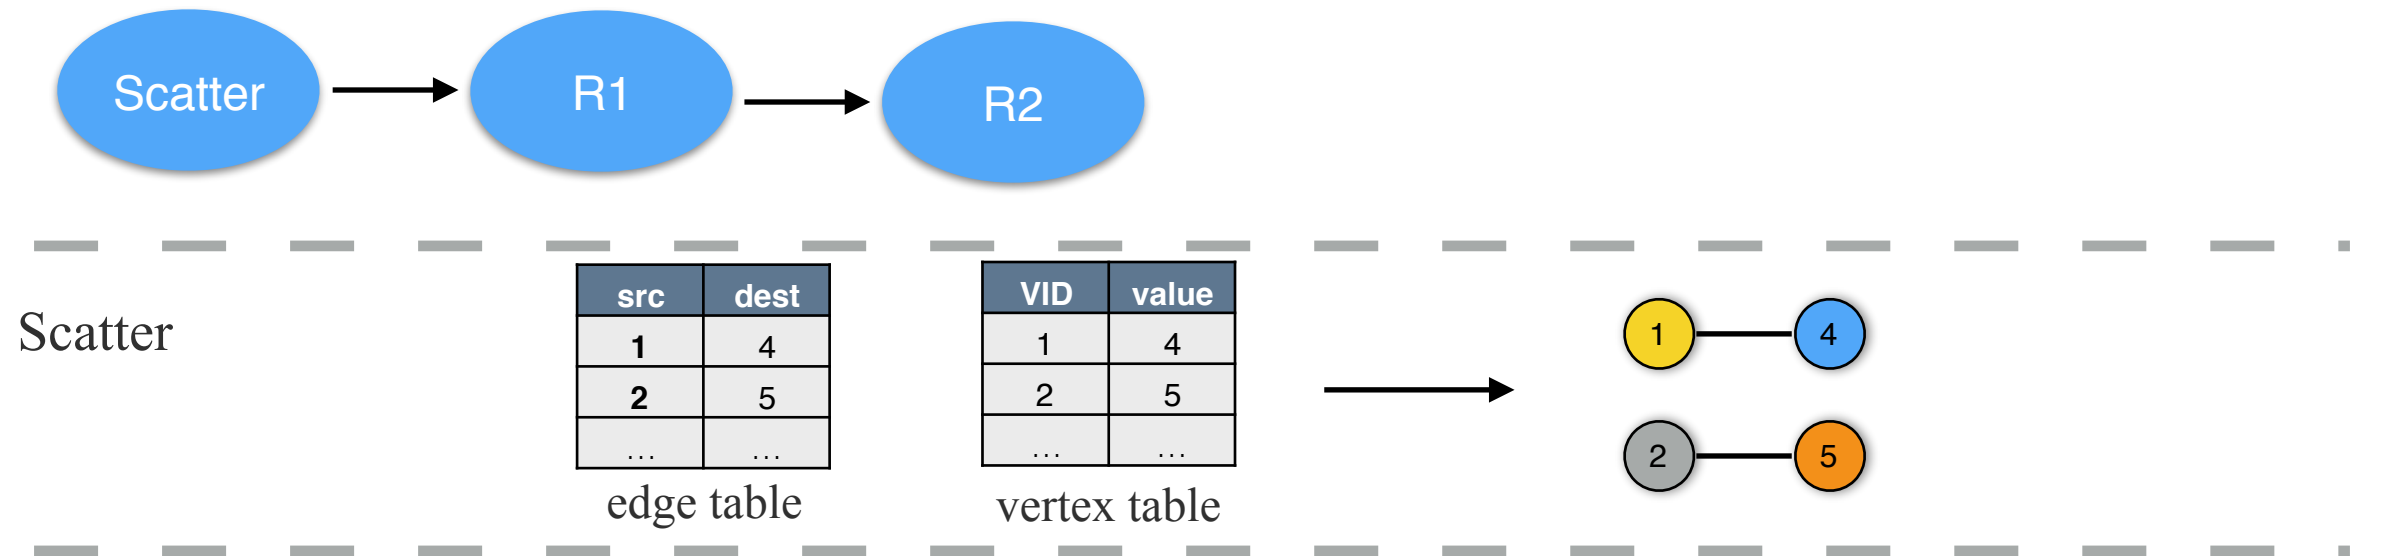 Scatter R1 R2
Scatter
src dest
1 4
2 5
... ...
edge table
VID value
1 4
2 5
... ...
vertex table
1 4
2 5